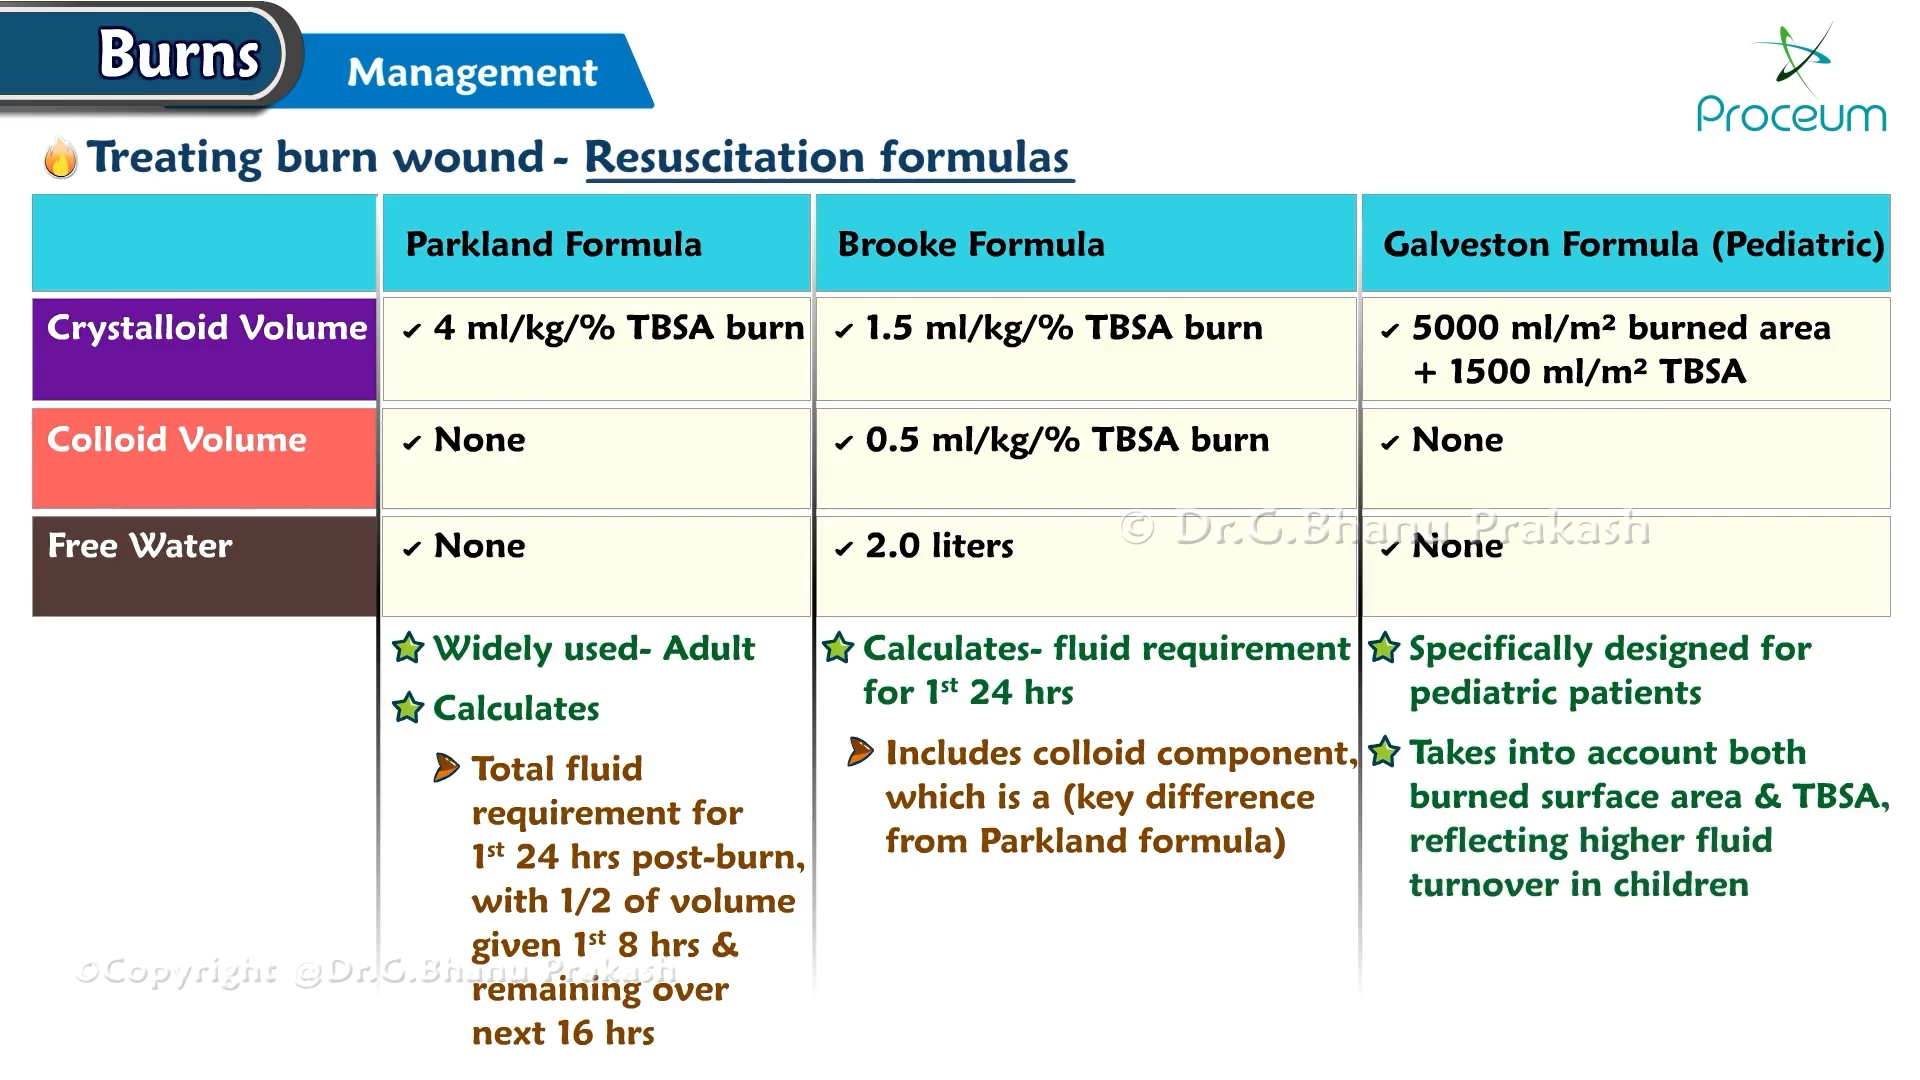 Burns
Management
Proceum
Treating burn wound - Resuscitation formulas
Parkland Formula
Brooke Formula
Galveston Formula (Pediatric)
Crystalloid Volume
✓ 4 ml/kg/% TBSA burn
✓ 1.5 ml/kg/% TBSA burn
✓ 5000 ml/m² burned area
+ 1500 ml/m² TBSA
Colloid Volume
✓ None
✓ 0.5 ml/kg/% TBSA burn
✓ None
Free Water
✓ None
✓ 2.0 liters
✓ None
© Dr.G.Bhanu Prakash
Widely used- Adult
Calculates
Total fluid
requirement for
1st 24 hrs post-burn,
with 1/2 of volume
given 1st 8 hrs &
remaining over
next 16 hrs
Calculates- fluid requirement
for 1st 24 hrs
Includes colloid component,
which is a (key difference
from Parkland formula)
Specifically designed for
pediatric patients
Takes into account both
burned surface area & TBSA,
reflecting higher fluid
turnover in children
©Copyright @Dr.G.Bhanu Prakash